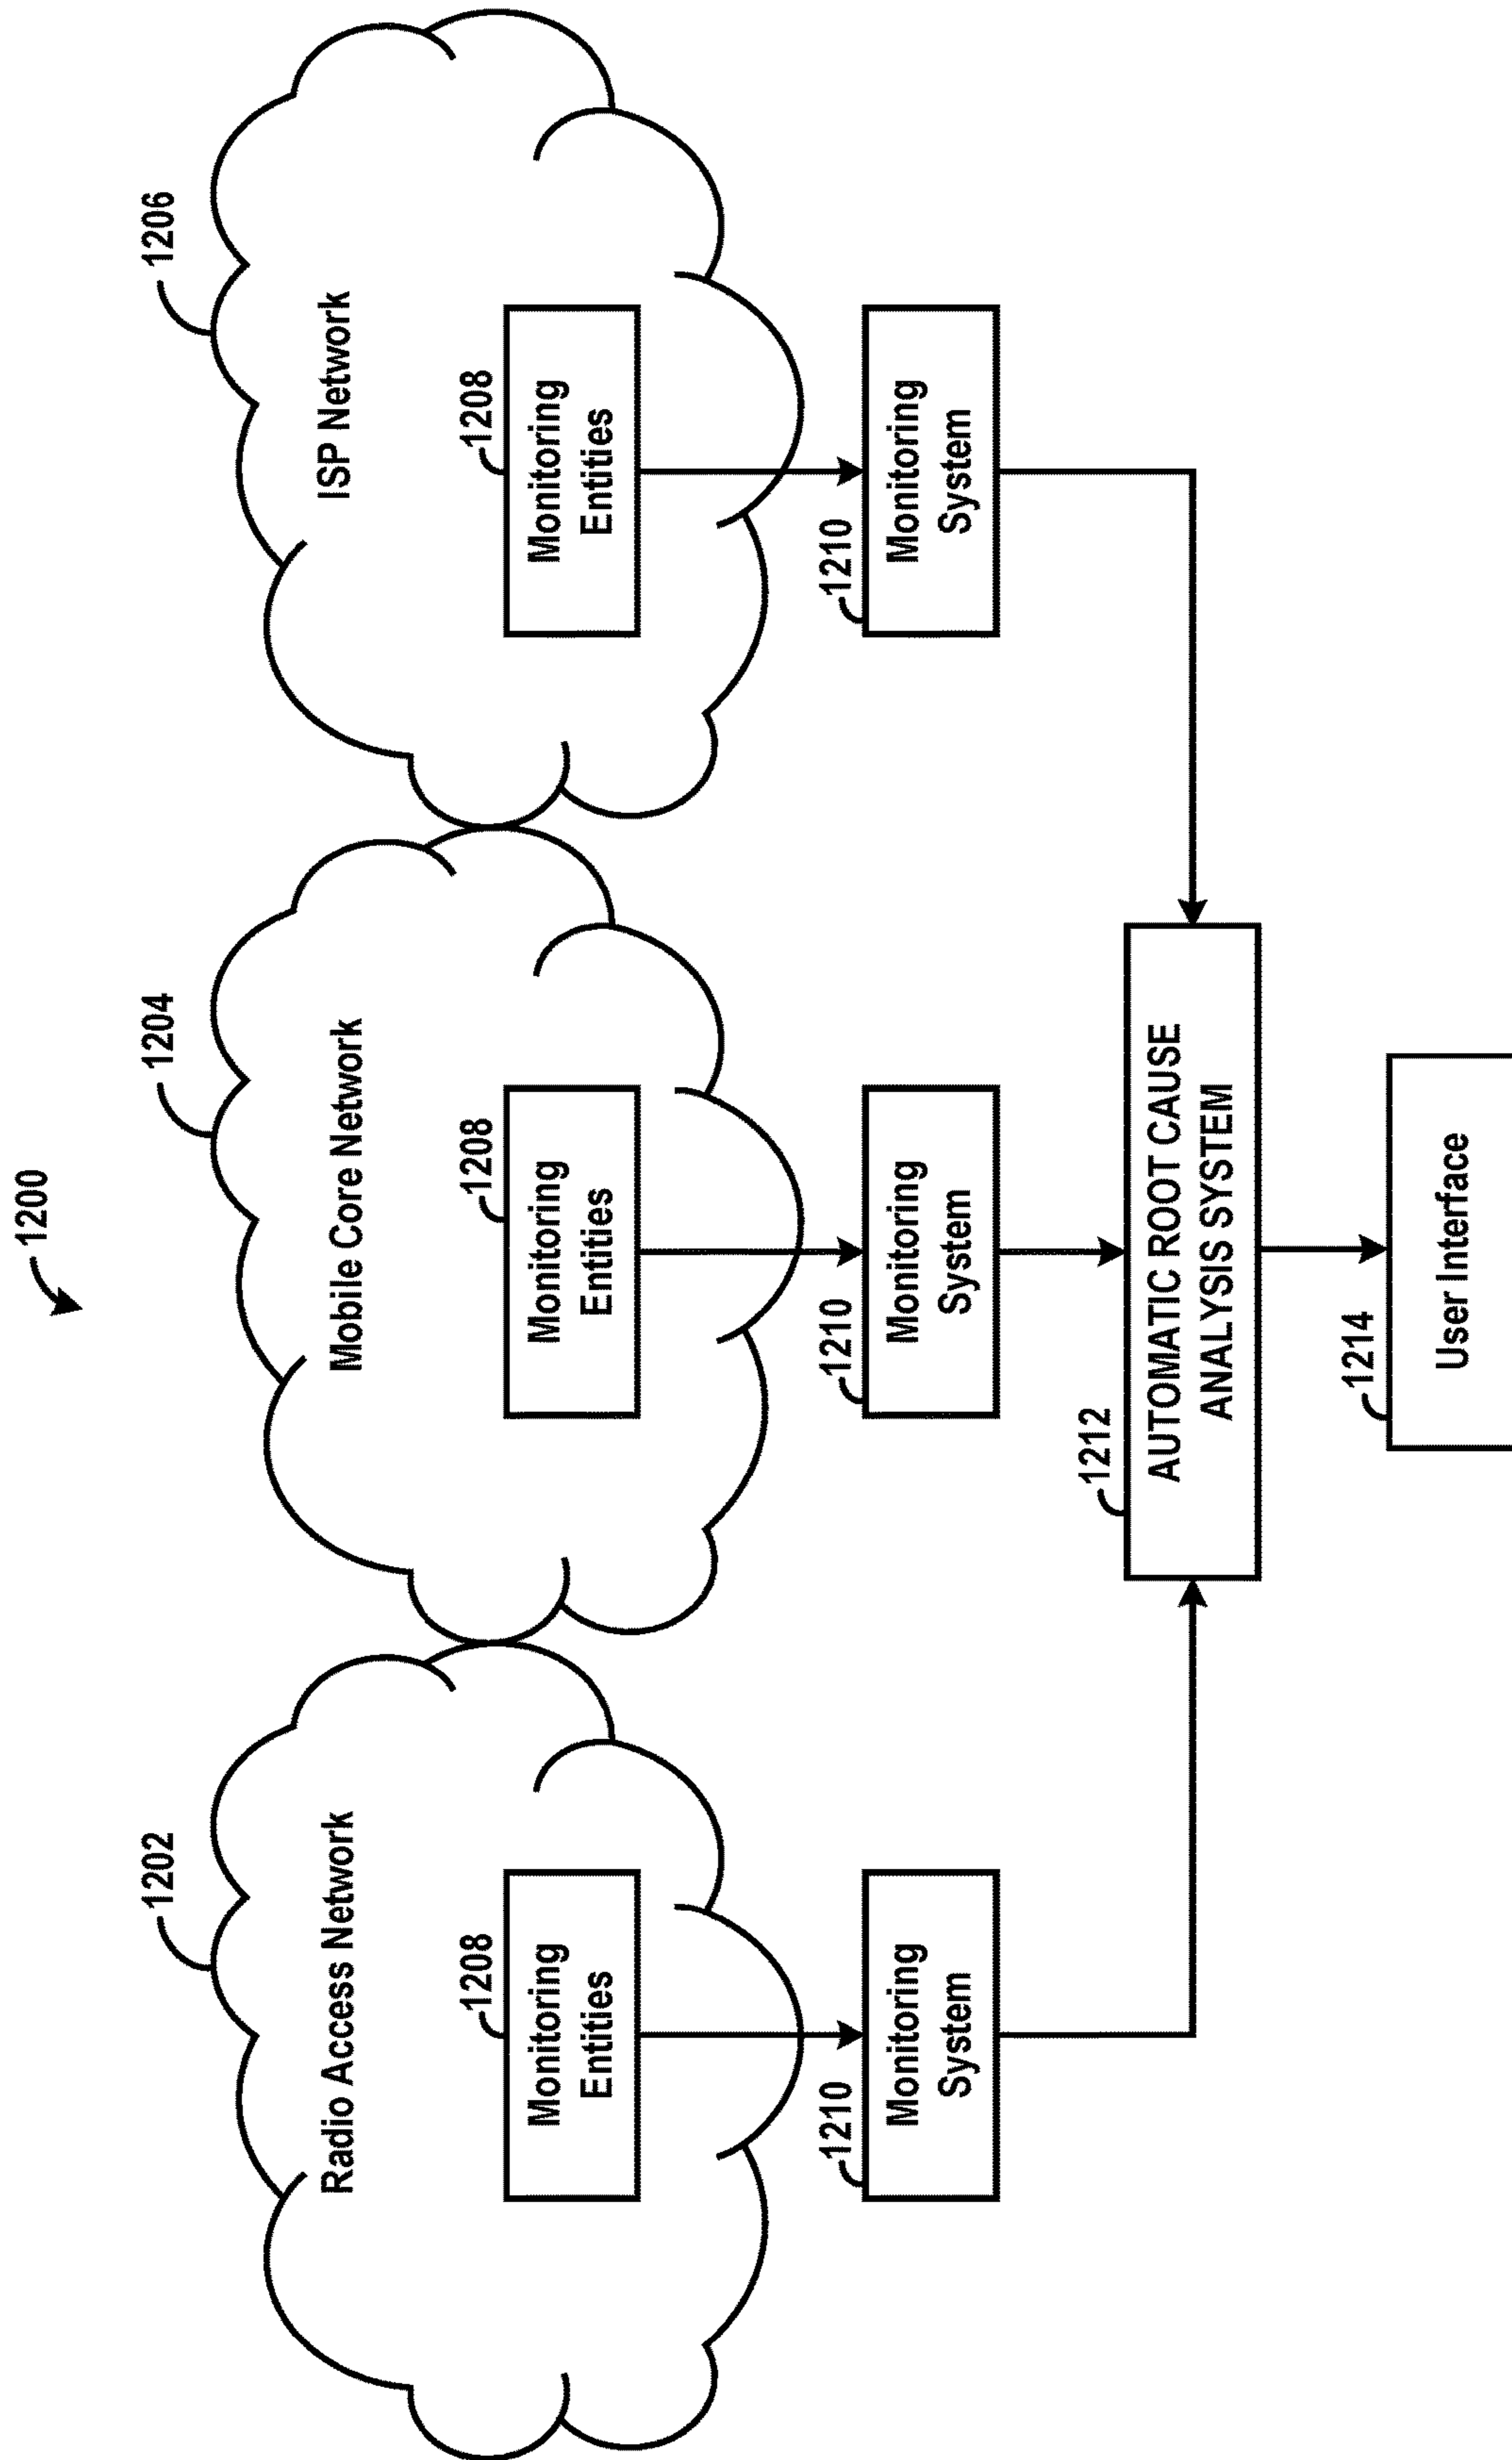 1200
1202
1204
1206
Radio Access Network
Mobile Core Network
ISP Network
1208
1208
1208
Monitoring
Entities
Monitoring
Entities
Monitoring
Entities
1210
1210
1210
Monitoring
System
Monitoring
System
Monitoring
System
1212
AUTOMATIC ROOT CAUSE
ANALYSIS SYSTEM
1214
User Interface